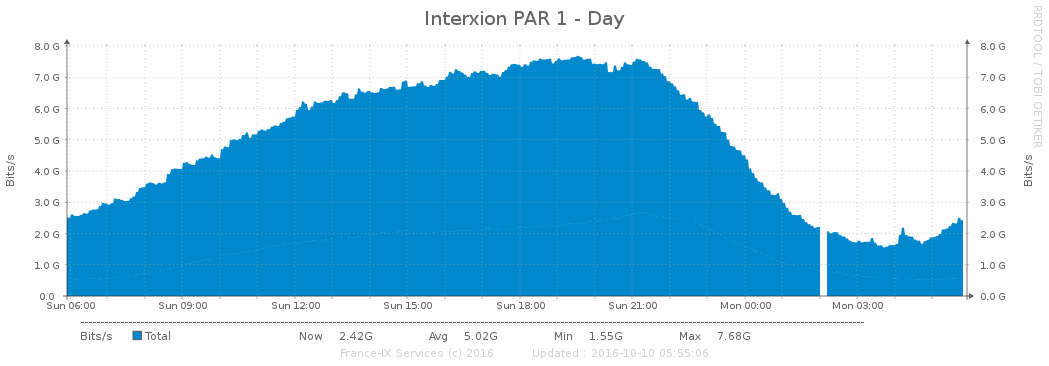 Interxion PAR 1 - Day
RRDTOOL / TOBI OETIKER
Bits/s
8.0 G 8.0 G
7.0 G 7.0 G
6.0 G 6.0 G
5.0 G 5.0 G
4.0 G 4.0 G
3.0 G 3.0 G
2.0 G 2.0 G
1.0 G 1.0 G
0.0 0.0 G
Bits/s
Sun 06:00 Sun 09:00 Sun 12:00 Sun 15:00 Sun 18:00 Sun 21:00 Mon 00:00 Mon 03:00
Bits/s Total Now 2.42G Avg 5.02G Min 1.55G Max 7.68G
France-IX Services (c) 2016 Updated : 2016-10-10 05:55:06